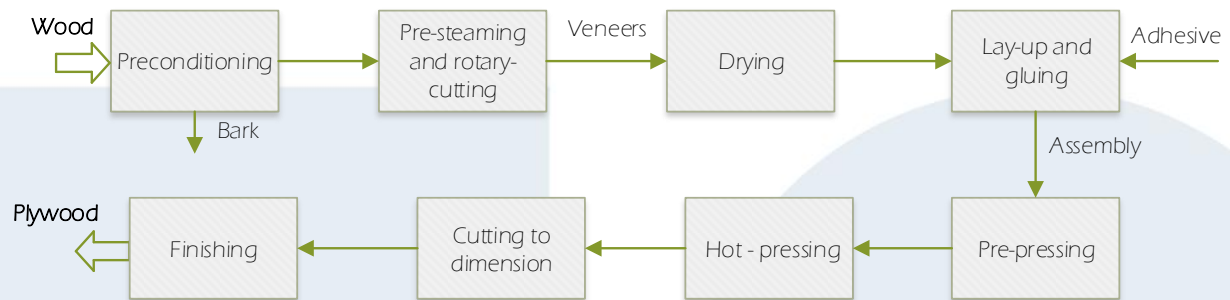 Wood
Preconditioning
Bark
Pre-steaming
and rotary-
cutting
Veneers
Drying
Lay-up and
gluing
Adhesive
Assembly
Pre-pressing
Hot - pressing
Cutting to
dimension
Finishing
Plywood